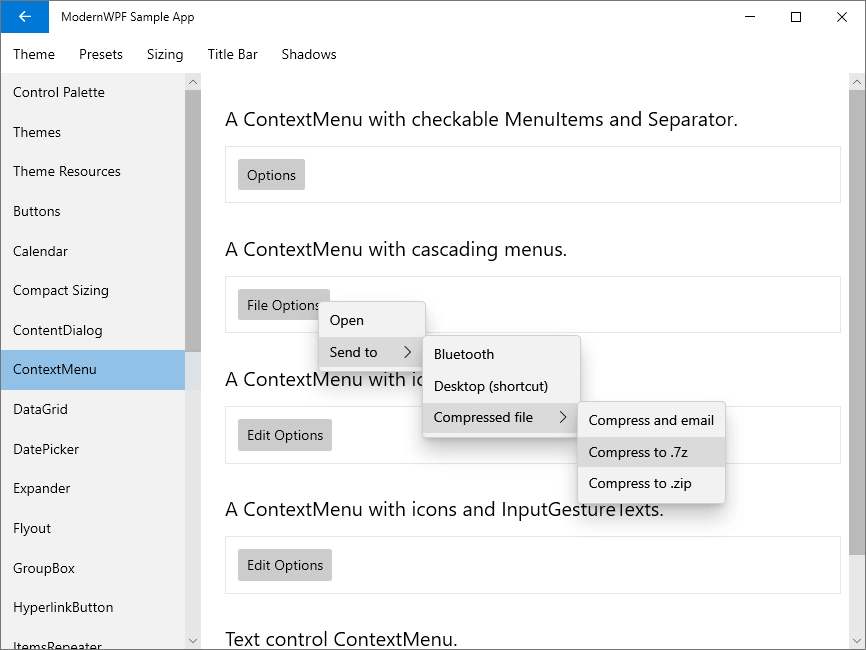 ModernWPF Sample App
Theme Presets Sizing Title Bar Shadows
Control Palette
Themes
Theme Resources
Buttons
Calendar
Compact Sizing
ContentDialog
ContextMenu
DataGrid
DatePicker
Expander
Flyout
GroupBox
HyperlinkButton
ItemsRepeater
A ContextMenu with checkable MenuItems and Separator.
Options
A ContextMenu with cascading menus.
File Options
Open
Send to
Bluetooth
Desktop (shortcut)
Compressed file
Compress and email
Compress to .7z
Compress to .zip
A ContextMenu with
Edit Options
A ContextMenu with icons and InputGestureTexts.
Edit Options
Text control ContextMenu.